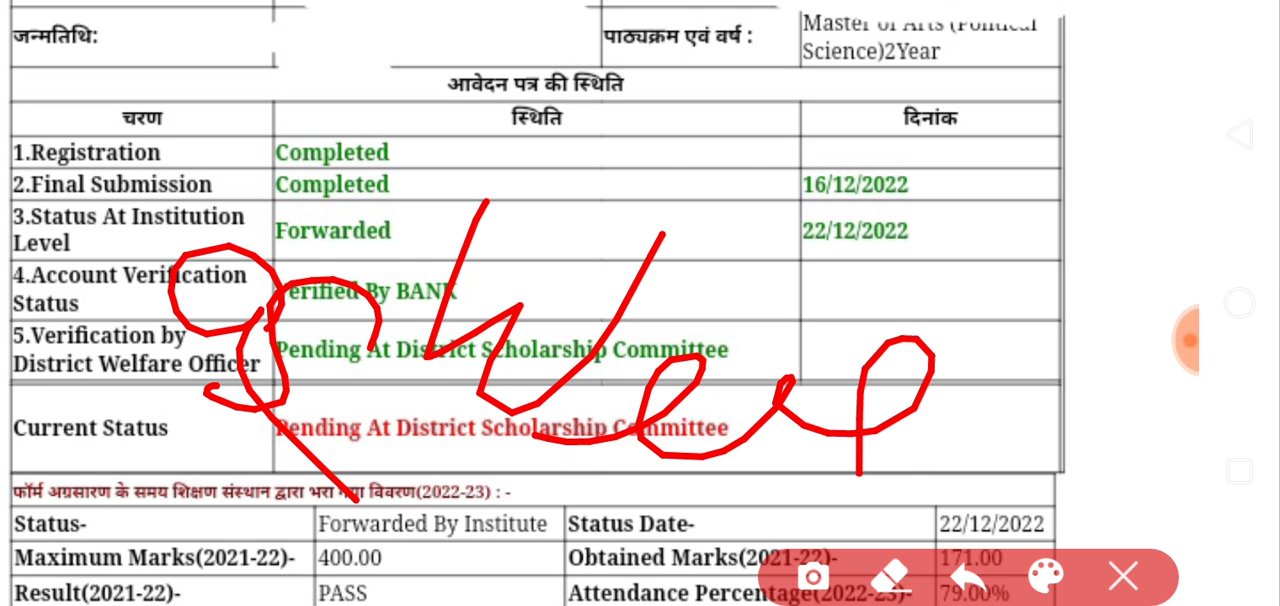 जन्मतिथि: पाठ्यक्रम एवं वर्ष : Master of Arts (Political
Science)2Year
आवेदन पत्र की स्थिति
चरण स्थिति दिनांक
1.Registration Completed
2.Final Submission Completed 16/12/2022
3.Status At Institution
Level Forwarded 22/12/2022
4.Account Verification
Status Verified By BANK
5.Verification by
District Welfare Officer Pending At District Scholarship Committee
Current Status Pending At District Scholarship Committee
फॉर्म अग्रसारण के समय शिक्षण संस्थान द्वारा भरा गया विवरण(2022-23) : -
Status- Forwarded By Institute Status Date- 22/12/2022
Maximum Marks(2021-22)- 400.00 Obtained Marks(2021-22)- 171.00
Result(2021-22)- PASS Attendance Percentage(2022-23)- 79.00%